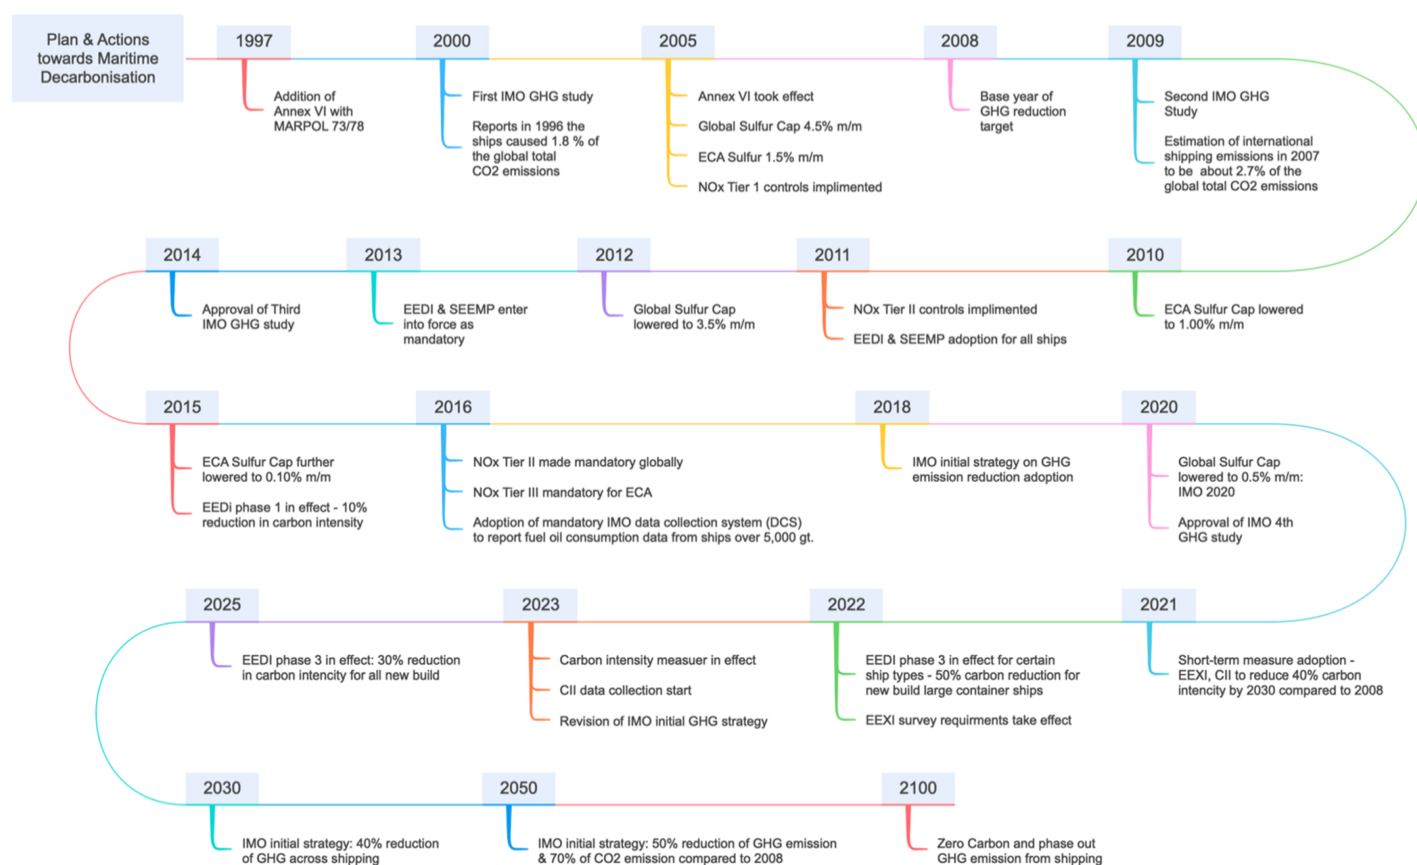 Plan & Actions
towards Maritime
Decarbonisation
1997
Addition of
Annex VI with
MARPOL 73/78
2000
First IMO GHG study
Reports in 1996 the
ships caused 1.8 % of
the global total
CO2 emissions
2005
Annex VI took effect
Global Sulfur Cap 4.5% m/m
ECA Sulfur 1.5% m/m
NOx Tier 1 controls implimented
2008
Base year of
GHG reduction
target
2009
Second IMO GHG
Study
Estimation of international
shipping emissions in 2007
to be about 2.7% of the
global total CO2 emissions
2010
ECA Sulfur Cap lowered
to 1.00% m/m
2011
NOx Tier II controls implimented
EEDI & SEEMP adoption for all ships
2012
Global Sulfur Cap
lowered to 3.5% m/m
2013
EEDI & SEEMP enter
into force as
mandatory
2014
Approval of Third
IMO GHG study
2015
ECA Sulfur Cap further
lowered to 0.10% m/m
EEDi phase 1 in effect - 10%
reduction in carbon intensity
2016
NOx Tier II made mandatory globally
NOx Tier III mandatory for ECA
Adoption of mandatory IMO data collection system (DCS)
to report fuel oil consumption data from ships over 5,000 gt.
2018
IMO initial strategy on GHG
emission reduction adoption
2020
Global Sulfur Cap
lowered to 0.5% m/m:
IMO 2020
Approval of IMO 4th
GHG study
2021
Short-term measure adoption -
EEXI, CII to reduce 40% carbon
intencity by 2030 compared to 2008
2022
EEDI phase 3 in effect for certain
ship types - 50% carbon reduction for
new build large container ships
EEXI survey requirments take effect
2023
Carbon intensity measuer in effect
CII data collection start
Revision of IMO initial GHG strategy
2025
EEDI phase 3 in effect: 30% reduction
in carbon intencity for all new build
2030
IMO initial strategy: 40% reduction
of GHG across shipping
2050
IMO initial strategy: 50% reduction of GHG emission
& 70% of CO2 emission compared to 2008
2100
Zero Carbon and phase out
GHG emission from shipping